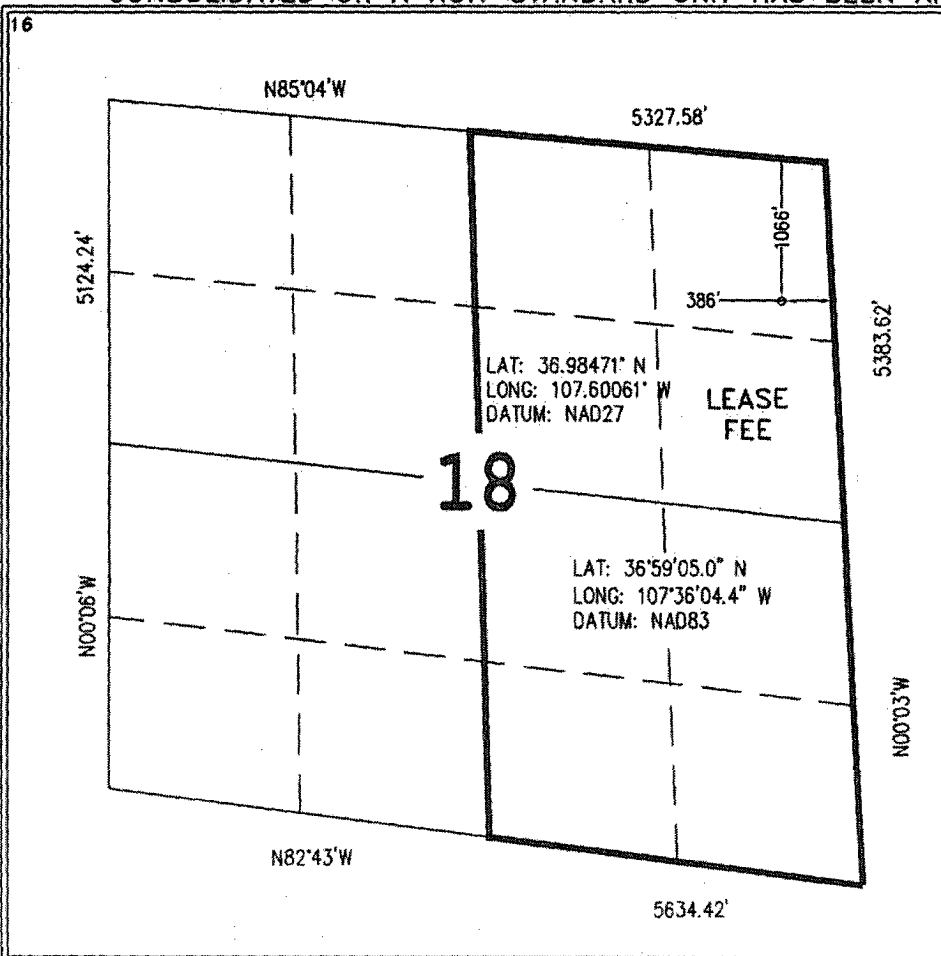 16
N85°04'W
5327.58'
5124.24'
1066'
386'
5383.62'
LAT: 36.98471° N
LONG: 107.60061° W
DATUM: NAD27
LEASE
FEE
18
LAT: 36°59'05.0" N
LONG: 107°36'04.4" W
DATUM: NAD83
N00°06'W
N00°03'W
N82°43'W
5634.42'